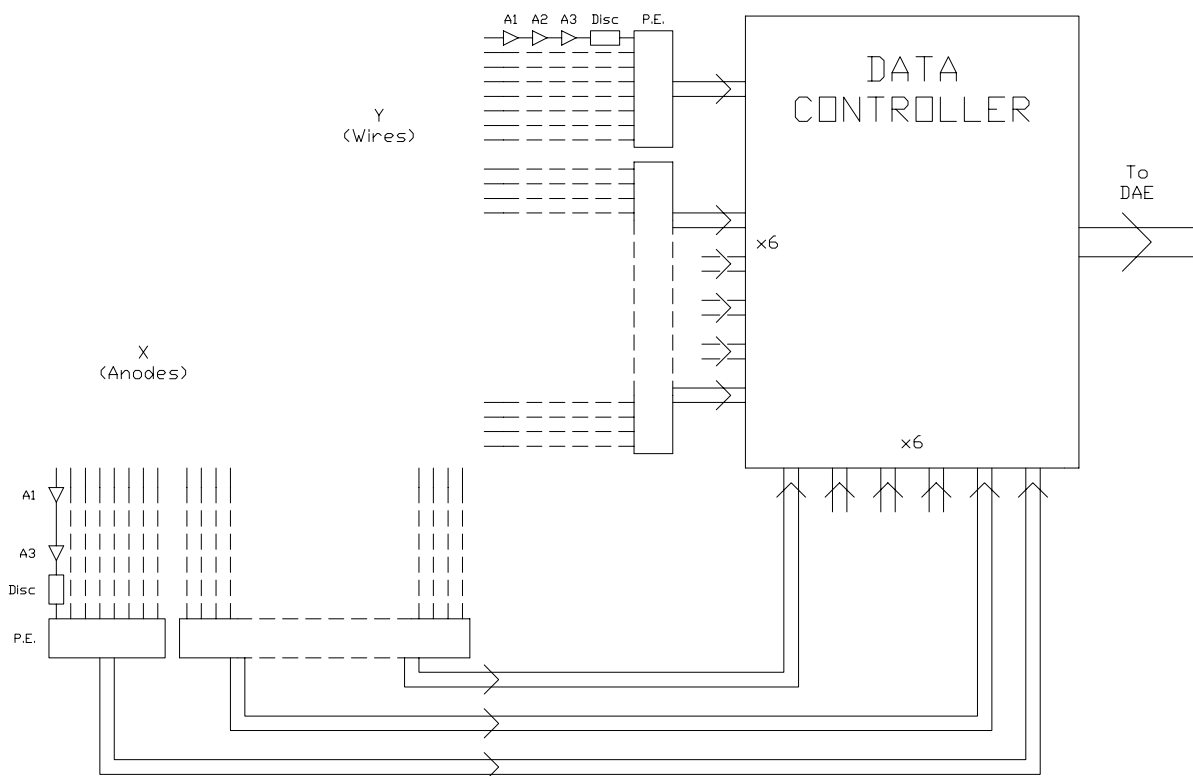 A1 A2 A3 Disc P.E.
DATA
CONTROLLER
Y
(Wires)
To
DAE
x6
X
(Anodes)
x6
A1
A3
Disc
P.E.